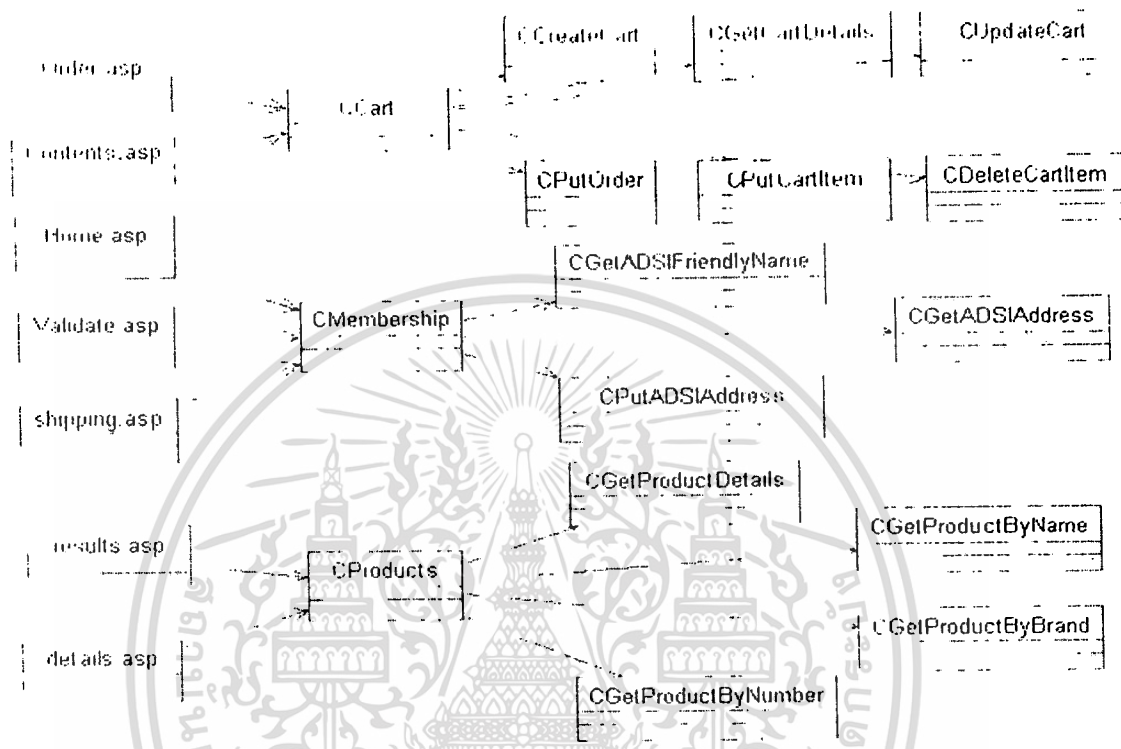 CCreateCart
CGetCartDetails
CUpdateCart
Order.asp
CCart
Contents.asp
CPutOrder
CPutCartItem
CDeleteCartItem
Home.asp
CGetADSIFriendlyName
Validate.asp
CMembership
CGetADSIAddress
CPutADSIAddress
shipping.asp
CGetProductDetails
CGetProductByName
results.asp
CProducts
CGetProductByBrand
details.asp
CGetProductByNumber